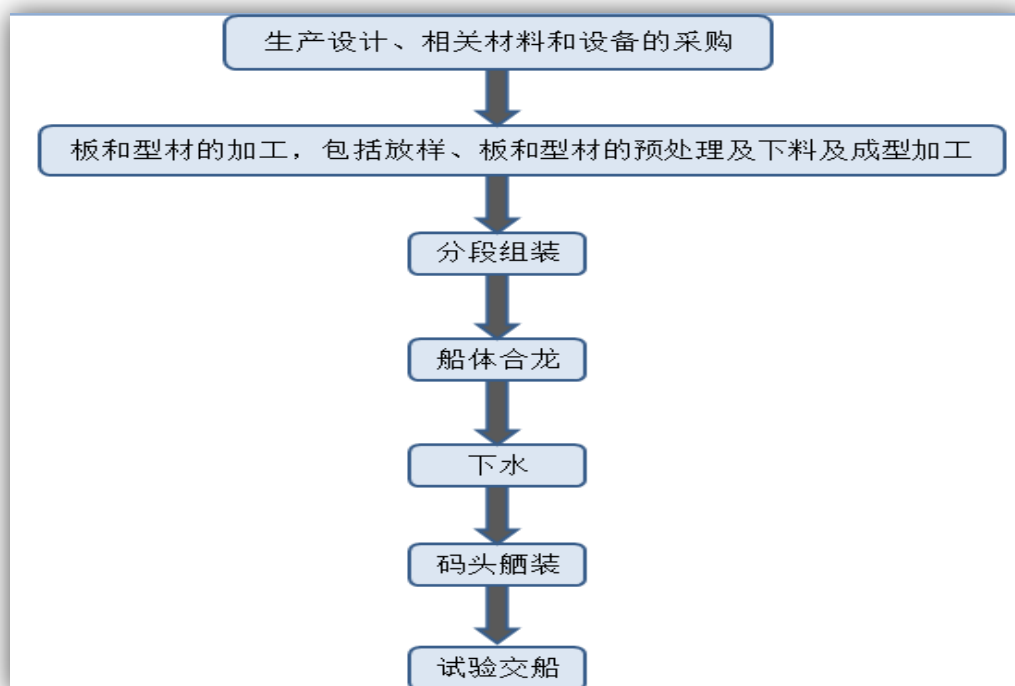 生产设计、相关材料和设备的采购
板和型材的加工，包括放样、板和型材的预处理及下料及成型加工
分段组装
船体合龙
下水
码头舾装
试验交船